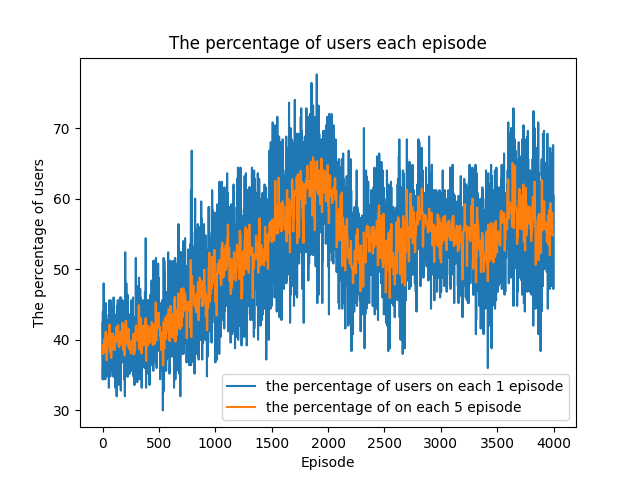 The percentage of users each episode
The percentage of users
70
60
50
40
30
the percentage of users on each 1 episode
the percentage of on each 5 episode
0 500 1000 1500 2000 2500 3000 3500 4000
Episode